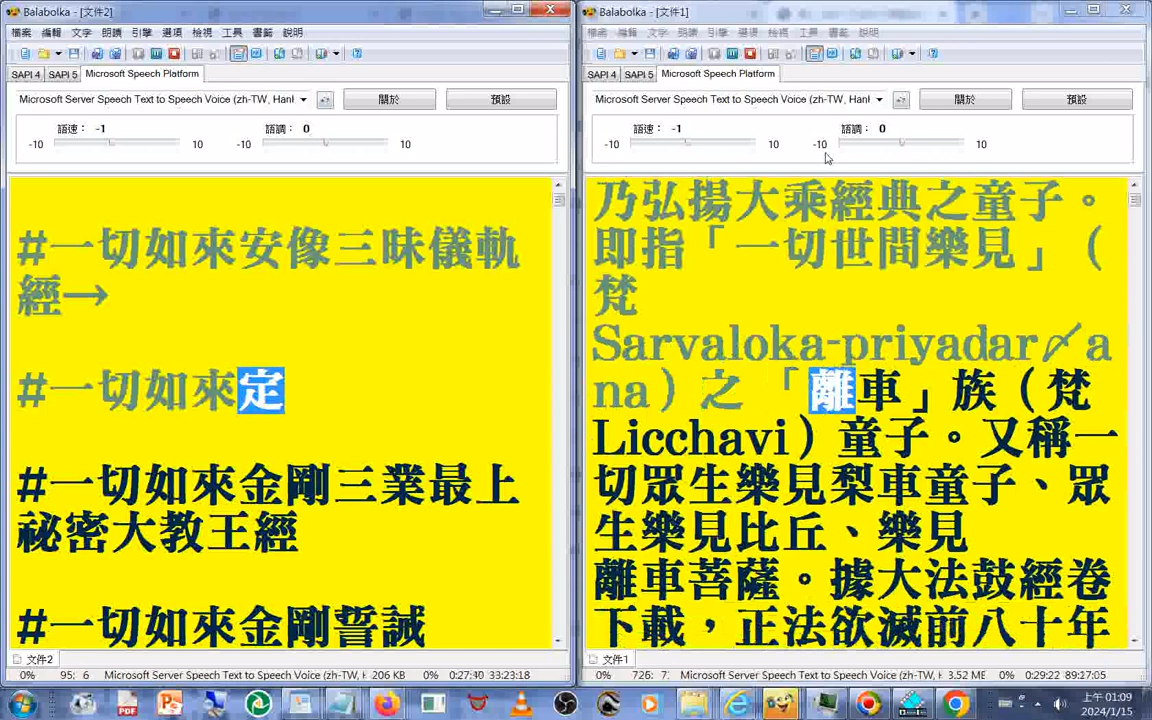 Balabolka - [文件2]
檔案 編輯 文字 朗讀 引擎 選項 檢視 工具 書籤 說明
SAPI 4 SAPI 5 Microsoft Speech Platform
Microsoft Server Speech Text to Speech Voice (zh-TW, Hanl
關於 預設
語速： -1 語調： 0
-10 10 -10 10
#一切如來安像三昧儀軌
經→
#一切如來定
#一切如來金剛三業最上
祕密大教王經
#一切如來金剛誓誡
文件2
0% 95: 6 Microsoft Server Speech Text to Speech Voi 206 KB 0% 0:27:30 33:23:18
Balabolka - [文件1]
檔案 編輯 文字 朗讀 引擎 選項 檢視 工具 書籤 說明
SAPI 4 SAPI 5 Microsoft Speech Platform
Microsoft Server Speech Text to Speech Voice (zh-TW, Hanl
關於 預設
語速： -1 語調： 0
-10 10 -10 10
乃弘揚大乘經典之童子。
即指「一切世間樂見」（
梵
Sarvaloka-priyadar〆a
na）之 「離車」族（梵
Licchavi）童子。又稱一
切眾生樂見梨車童子、眾
生樂見比丘、樂見
離車菩薩。據大法鼓經卷
下載，正法欲滅前八十年
文件1
0% 726: 7 Microsoft Server Speech Text to Speech Voi 3.52 MB 0% 0:29:22 89:17:05
上午 01:09
2024/1/15